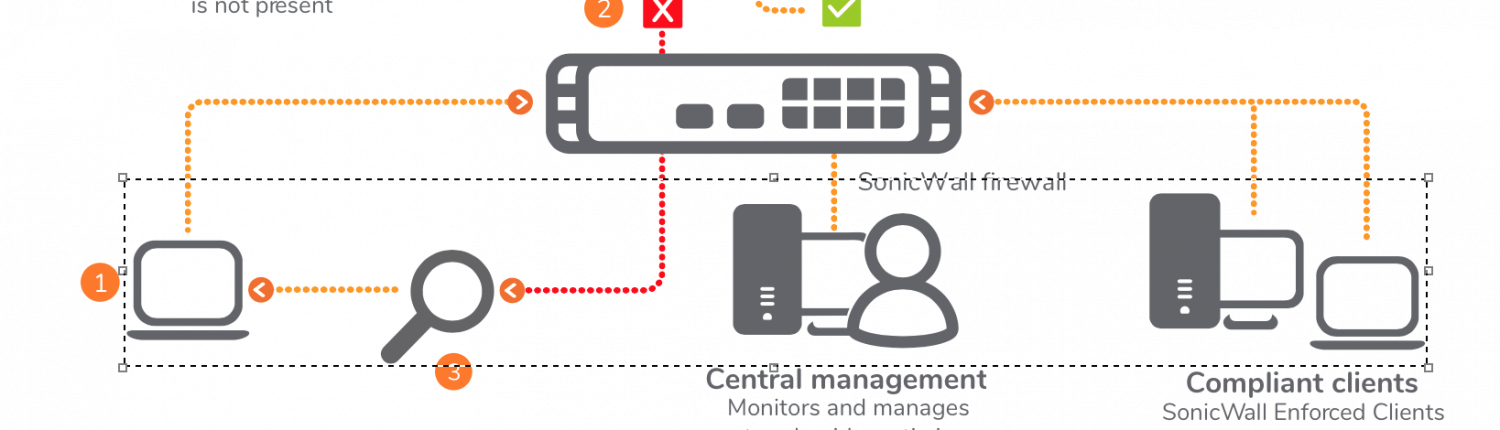 is not present
2
SonicWall firewall
1
3
Central management
Monitors and manages
Compliant clients
SonicWall Enforced Clients